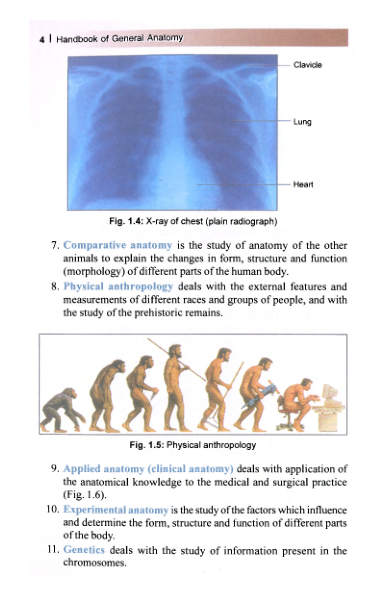 4 | Handbook of General Anatomy
Clavicle
Lung
Heart
Fig. 1.4: X-ray of chest (plain radiograph)
7. Comparative anatomy is the study of anatomy of the other
animals to explain the changes in form, structure and function
(morphology) of different parts of the human body.
8. Physical anthropology deals with the external features and
measurements of different races and groups of people, and with
the study of the prehistoric remains.
Fig. 1.5: Physical anthropology
9. Applied anatomy (clinical anatomy) deals with application of
the anatomical knowledge to the medical and surgical practice
(Fig. 1.6).
10. Experimental anatomy is the study of the factors which influence
and determine the form, structure and function of different parts
of the body.
11. Genetics deals with the study of information present in the
chromosomes.